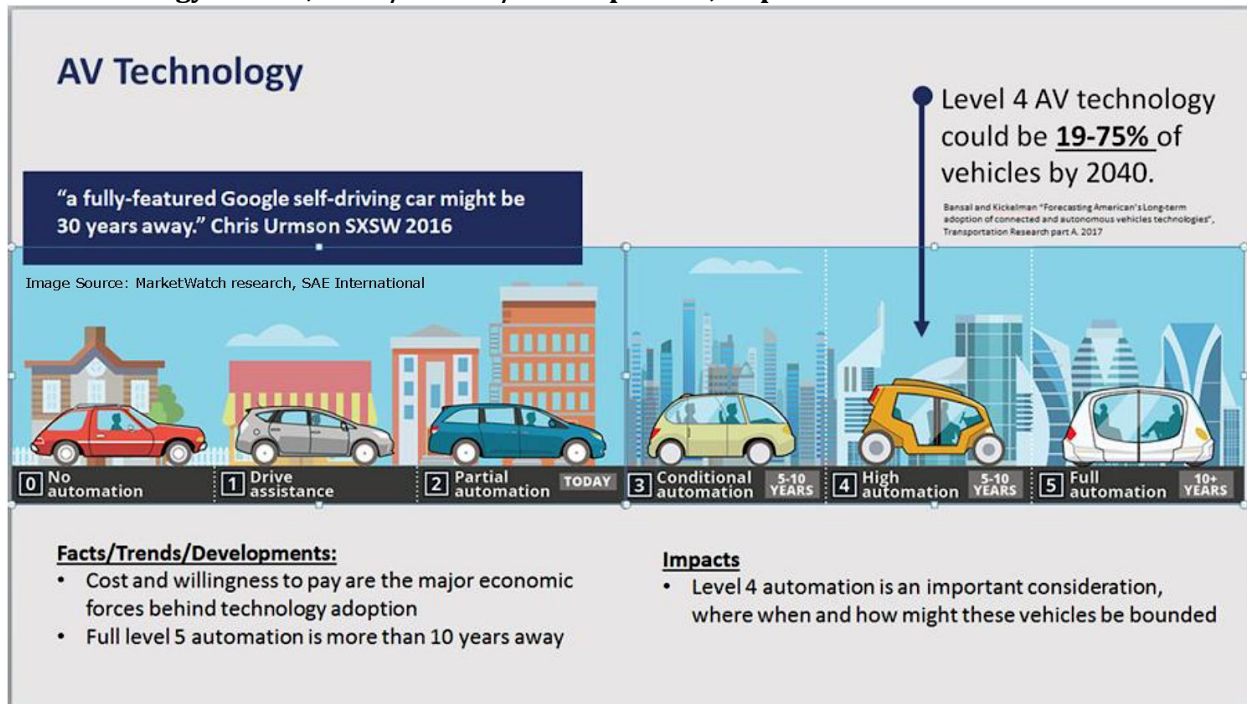 AV Technology
Level 4 AV technology
could be 19-75% of
vehicles by 2040.
Bansal and Kickelman "Forecasting American's Long-term
adoption of connected and autonomous vehicles technologies",
Transportation Research part A. 2017
"a fully-featured Google self-driving car might be
30 years away." Chris Urmson SXSW 2016
Image Source: MarketWatch research, SAE International
0 No
automation
1 Drive
assistance
2 Partial
automation
TODAY
3 Conditional
automation
5-10
YEARS
4 High
automation
5-10
YEARS
5 Full
automation
10+
YEARS
Facts/Trends/Developments:
• Cost and willingness to pay are the major economic
forces behind technology adoption
• Full level 5 automation is more than 10 years away
Impacts
• Level 4 automation is an important consideration,
where when and how might these vehicles be bounded